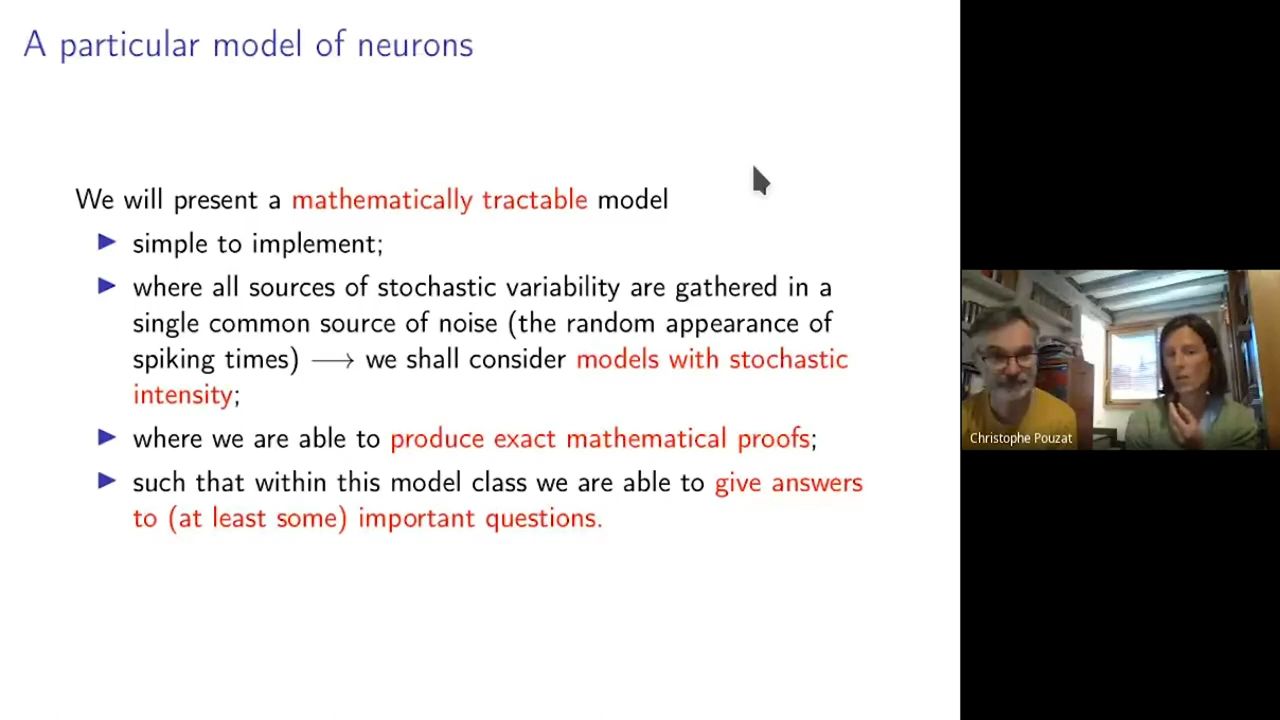 A particular model of neurons
We will present a mathematically tractable model
▶ simple to implement;
▶ where all sources of stochastic variability are gathered in a
single common source of noise (the random appearance of
spiking times) ⟶ we shall consider models with stochastic
intensity;
▶ where we are able to produce exact mathematical proofs;
▶ such that within this model class we are able to give answers
to (at least some) important questions.
Christophe Pouzat